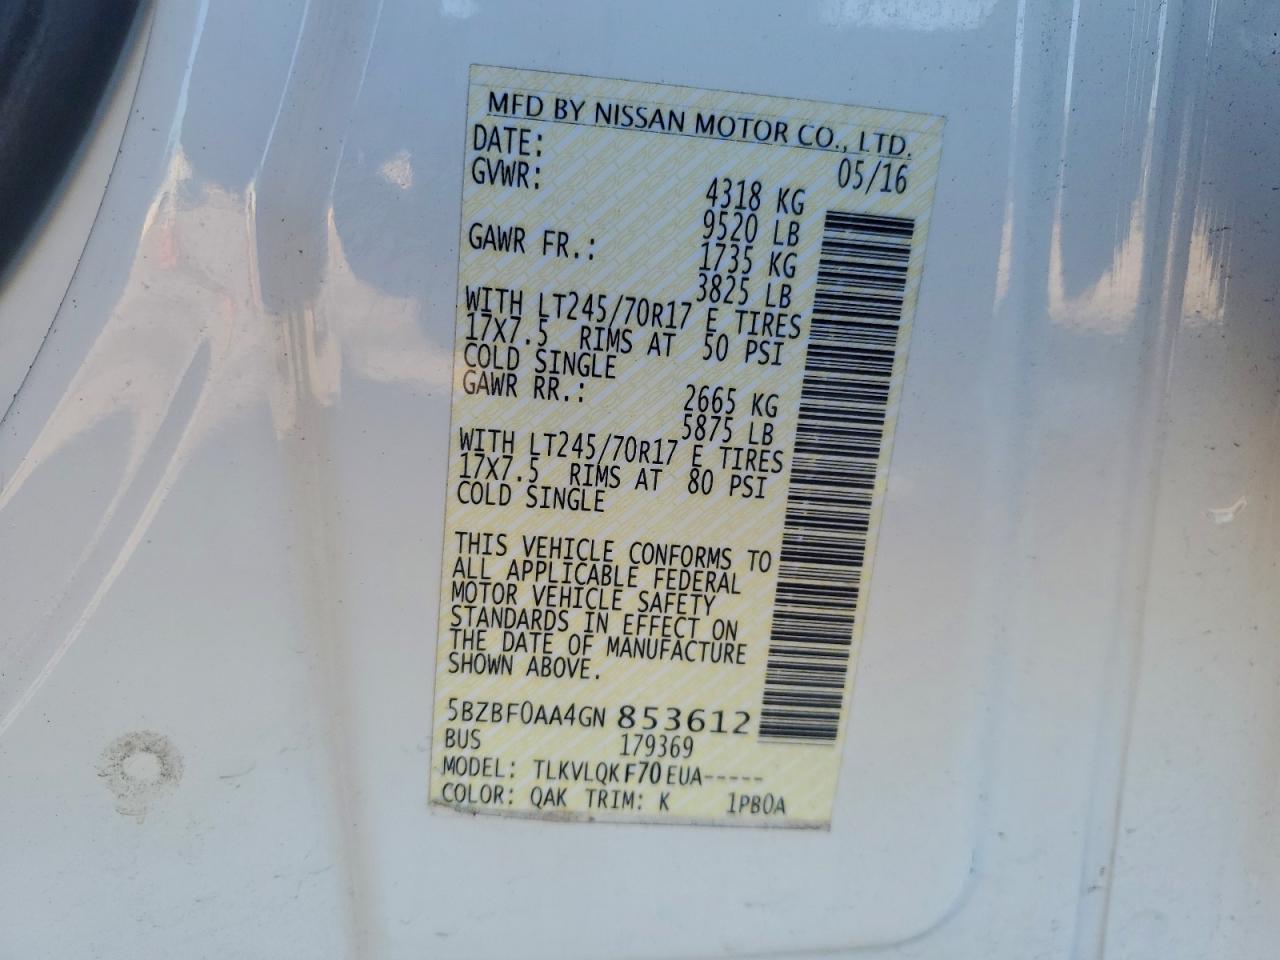 MFD BY NISSAN MOTOR CO., LTD.
DATE: 05/16
GVWR: 4318 KG
9520 LB
GAWR FR.: 1735 KG
3825 LB
WITH LT245/70R17 E TIRES
17X7.5 RIMS AT 50 PSI
COLD SINGLE
GAWR RR.: 2665 KG
5875 LB
WITH LT245/70R17 E TIRES
17X7.5 RIMS AT 80 PSI
COLD SINGLE
THIS VEHICLE CONFORMS TO
ALL APPLICABLE FEDERAL
MOTOR VEHICLE SAFETY
STANDARDS IN EFFECT ON
THE DATE OF MANUFACTURE
SHOWN ABOVE.
5BZBF0AA4GN 853612
BUS 179369
MODEL: TLKVLQKF70EUA-----
COLOR: QAK TRIM: K 1PB0A